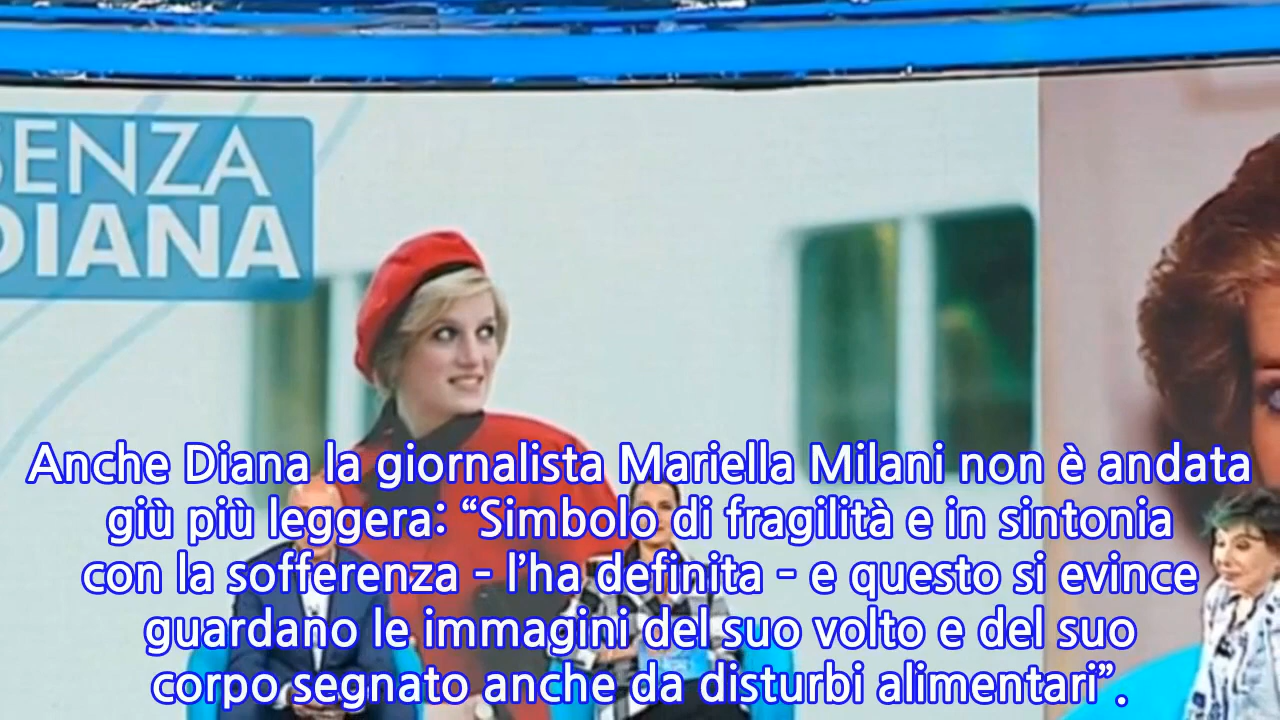 SENZA
DIANA
Anche Diana la giornalista Mariella Milani non è andata
giù più leggera: “Simbolo di fragilità e in sintonia
con la sofferenza - l’ha definita - e questo si evince
guardano le immagini del suo volto e del suo
corpo segnato anche da disturbi alimentari”.